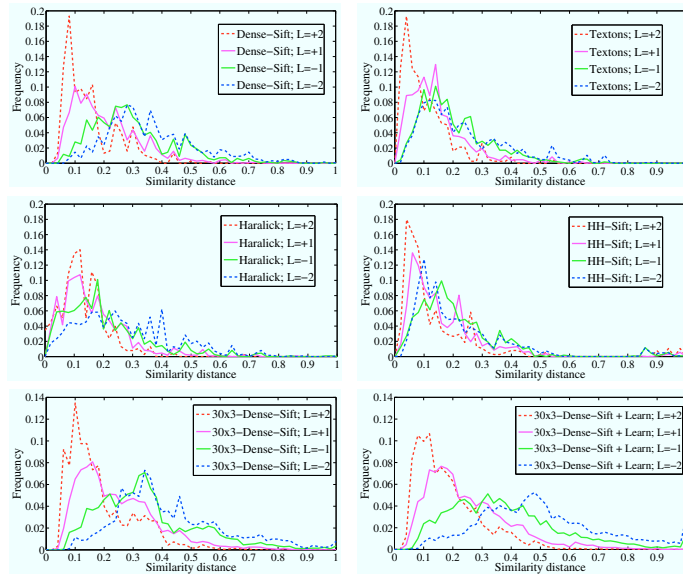 0.2
0.18
0.16
0.14
0.12
0.1
0.08
0.06
0.04
0.02
0
Frequency
Dense−Sift; L=+2
Dense−Sift; L=+1
Dense−Sift; L=−1
Dense−Sift; L=−2
0 0.1 0.2 0.3 0.4 0.5 0.6 0.7 0.8 0.9 1
Similarity distance
0.2
0.18
0.16
0.14
0.12
0.1
0.08
0.06
0.04
0.02
0
Frequency
Textons; L=+2
Textons; L=+1
Textons; L=−1
Textons; L=−2
0 0.1 0.2 0.3 0.4 0.5 0.6 0.7 0.8 0.9 1
Similarity distance
0.2
0.18
0.16
0.14
0.12
0.1
0.08
0.06
0.04
0.02
0
Frequency
Haralick; L=+2
Haralick; L=+1
Haralick; L=−1
Haralick; L=−2
0 0.1 0.2 0.3 0.4 0.5 0.6 0.7 0.8 0.9 1
Similarity distance
0.2
0.18
0.16
0.14
0.12
0.1
0.08
0.06
0.04
0.02
0
Frequency
HH−Sift; L=+2
HH−Sift; L=+1
HH−Sift; L=−1
HH−Sift; L=−2
0 0.1 0.2 0.3 0.4 0.5 0.6 0.7 0.8 0.9 1
Similarity distance
0.14
0.12
0.1
0.08
0.06
0.04
0.02
0
Frequency
30x3−Dense−Sift; L=+2
30x3−Dense−Sift; L=+1
30x3−Dense−Sift; L=−1
30x3−Dense−Sift; L=−2
0 0.1 0.2 0.3 0.4 0.5 0.6 0.7 0.8 0.9 1
Similarity distance
0.14
0.12
0.1
0.08
0.06
0.04
0.02
0
Frequency
30x3−Dense−Sift + Learn; L=+2
30x3−Dense−Sift + Learn; L=+1
30x3−Dense−Sift + Learn; L=−1
30x3−Dense−Sift + Learn; L=−2
0 0.1 0.2 0.3 0.4 0.5 0.6 0.7 0.8 0.9 1
Similarity distance